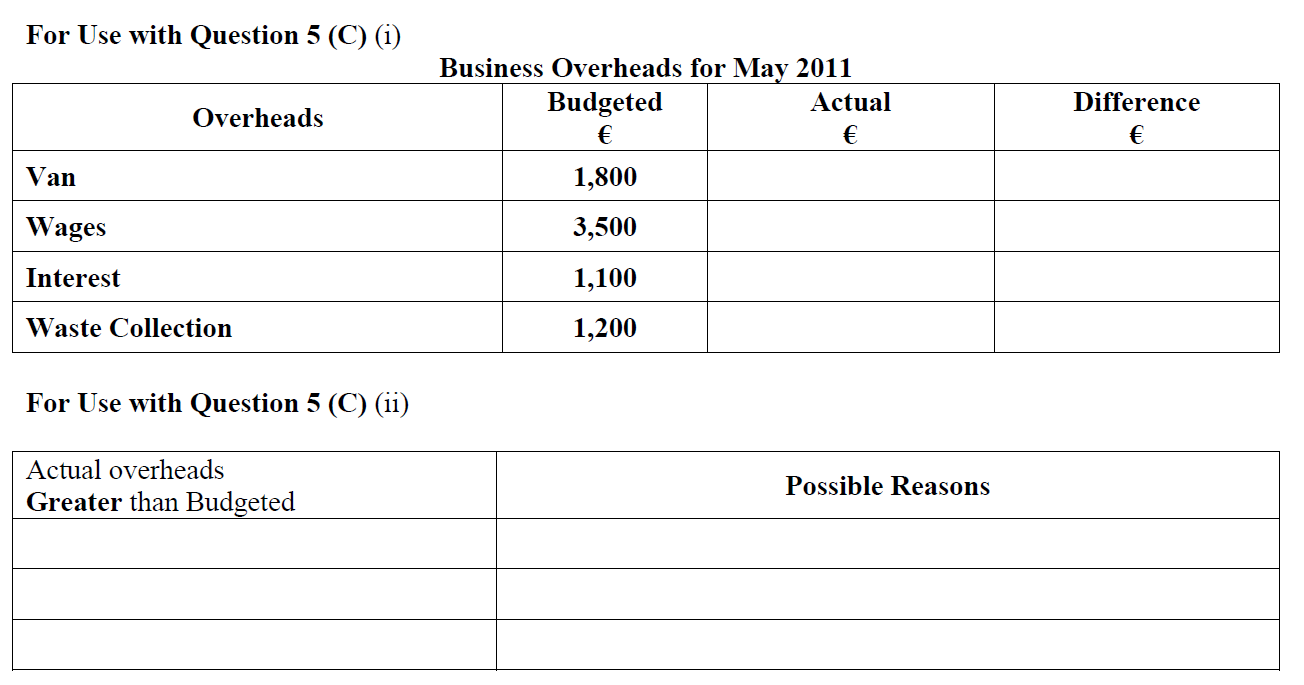 For Use with Question 5 (C) (i)
Business Overheads for May 2011
Overheads Budgeted € Actual € Difference €
Van 1,800
Wages 3,500
Interest 1,100
Waste Collection 1,200
For Use with Question 5 (C) (ii)
Actual overheads
Greater than Budgeted
Possible Reasons